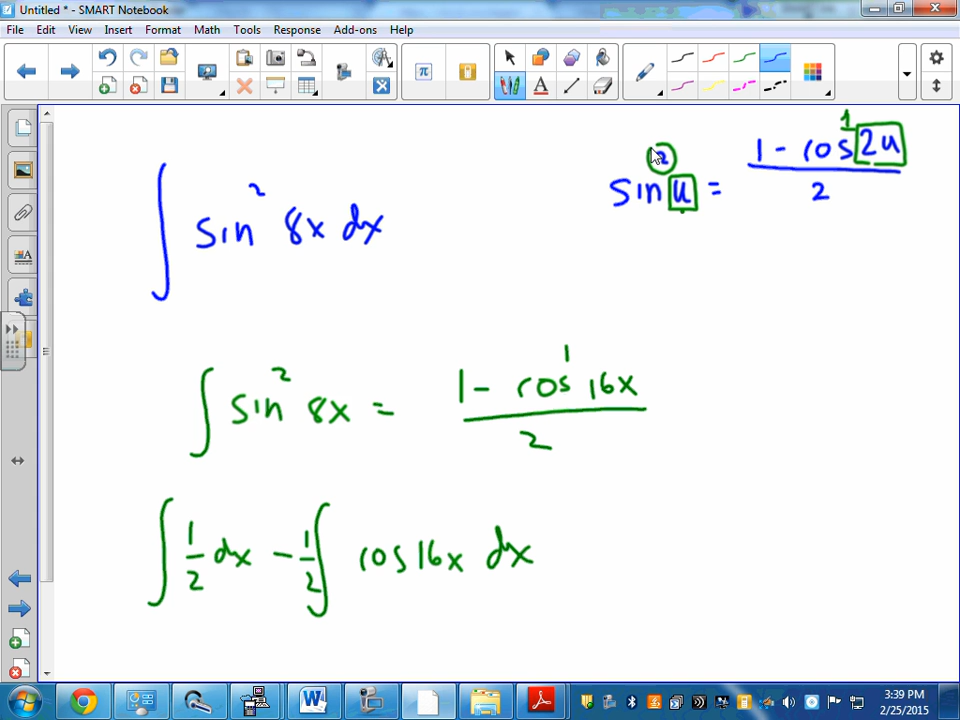 Untitled * - SMART Notebook
File Edit View Insert Format Math Tools Response Add-ons Help
π
A
sin² u = (1 - cos¹ 2u)/2
∫ sin² 8x dx
∫ sin² 8x = (1 - cos¹ 16x)/2
∫ 1/2 dx - 1/2 ∫ cos 16x dx
3:39 PM
2/25/2015